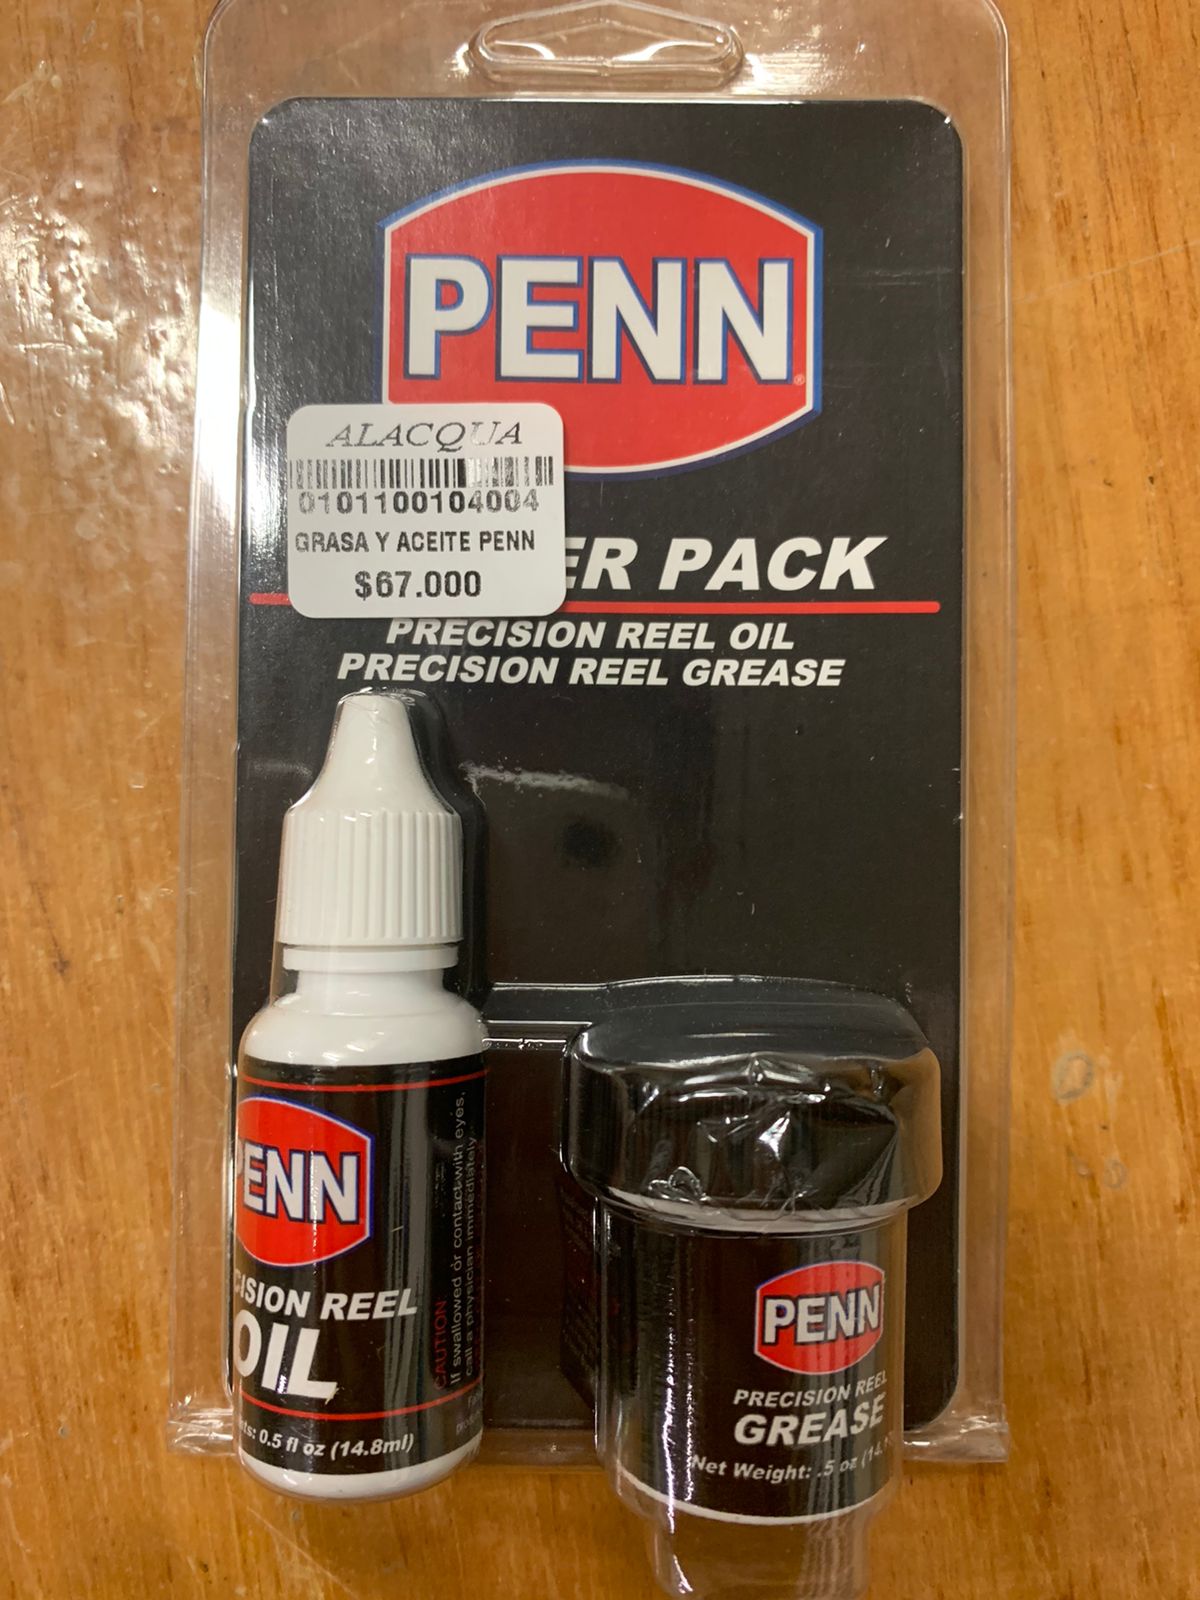 PENN
ALACQUA
0101100104004
GRASA Y ACEITE PENN
$67.000
ER PACK
PRECISION REEL OIL
PRECISION REEL GREASE
PENN
CISION REEL
OIL
0.5 fl oz (14.8ml)
CAUTION
If swallowed or contact with eyes,
call a physician immediately
PENN
PRECISION REEL
GREASE
Net Weight: .5 oz